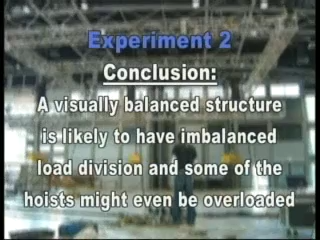 Experiment 2
Conclusion:
A visually balanced structure
is likely to have imbalanced
load division and some of the
hoists might even be overloaded